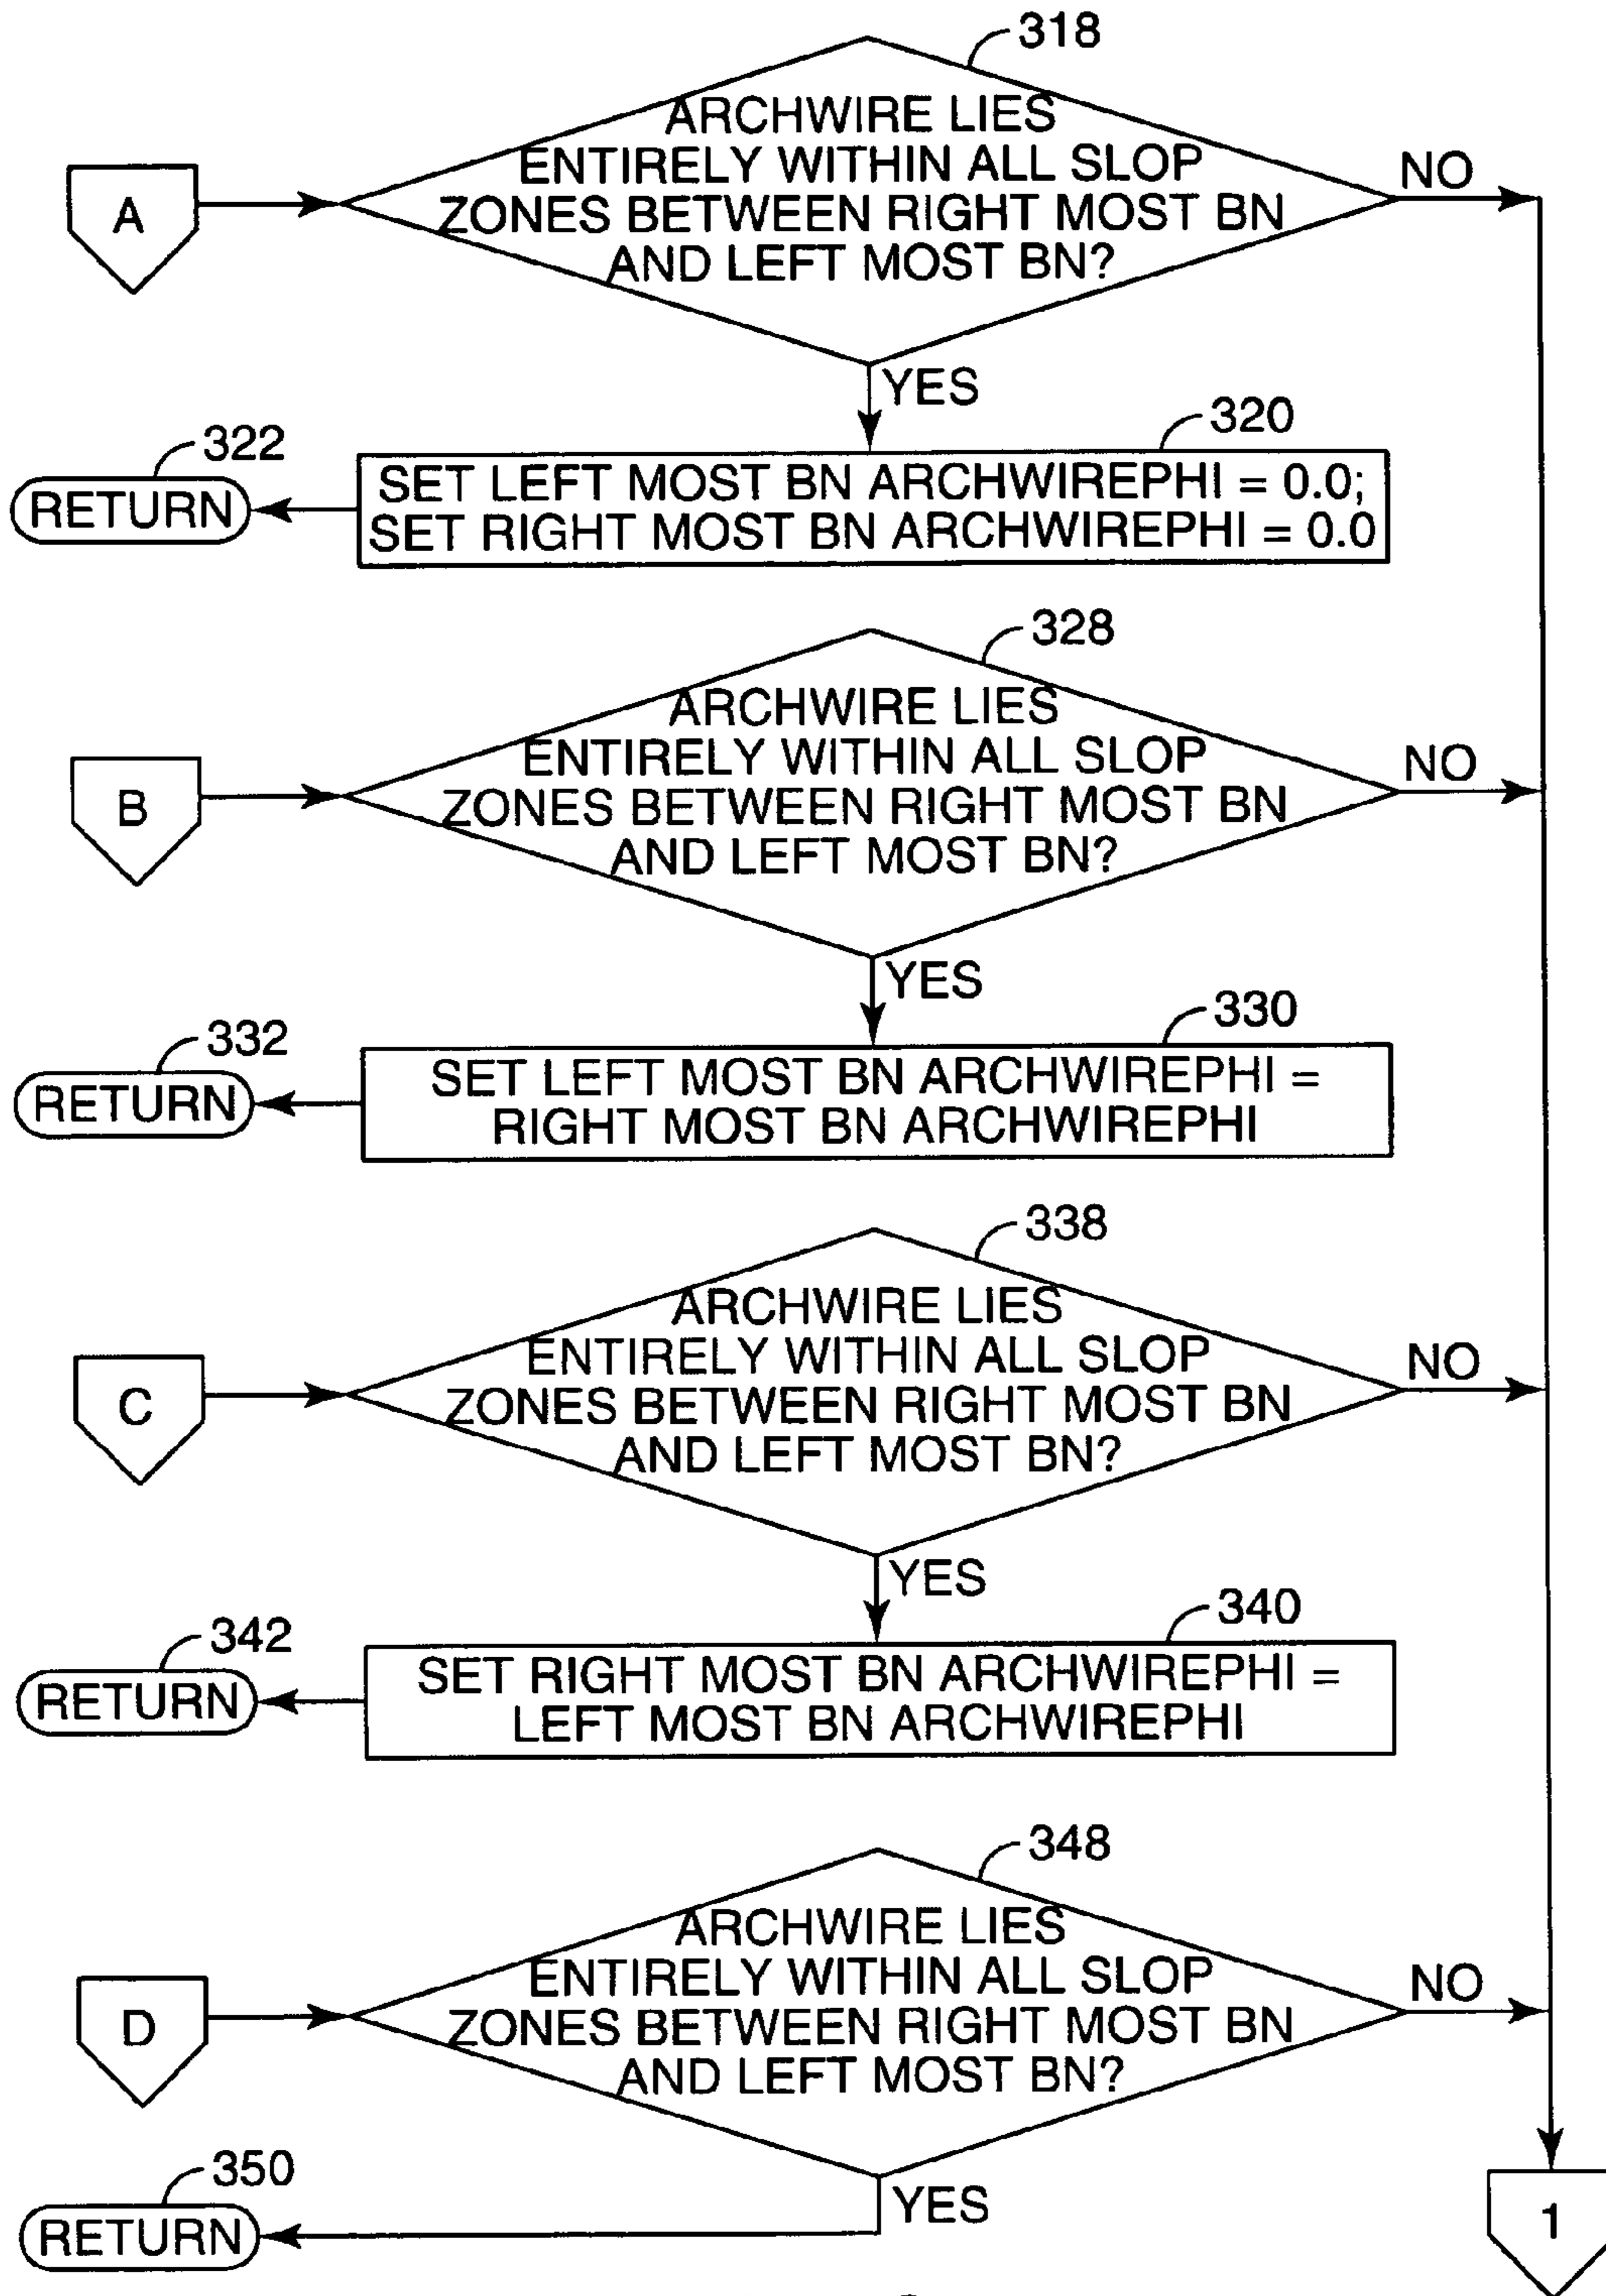 318
ARCHWIRE LIES
ENTIRELY WITHIN ALL SLOP
ZONES BETWEEN RIGHT MOST BN
AND LEFT MOST BN?
A
NO
YES
320
322
SET LEFT MOST BN ARCHWIREPHI = 0.0;
SET RIGHT MOST BN ARCHWIREPHI = 0.0
RETURN
328
ARCHWIRE LIES
ENTIRELY WITHIN ALL SLOP
ZONES BETWEEN RIGHT MOST BN
AND LEFT MOST BN?
B
NO
YES
330
332
SET LEFT MOST BN ARCHWIREPHI =
RIGHT MOST BN ARCHWIREPHI
RETURN
338
ARCHWIRE LIES
ENTIRELY WITHIN ALL SLOP
ZONES BETWEEN RIGHT MOST BN
AND LEFT MOST BN?
C
NO
YES
340
342
SET RIGHT MOST BN ARCHWIREPHI =
LEFT MOST BN ARCHWIREPHI
RETURN
348
ARCHWIRE LIES
ENTIRELY WITHIN ALL SLOP
ZONES BETWEEN RIGHT MOST BN
AND LEFT MOST BN?
D
NO
YES
350
RETURN
1